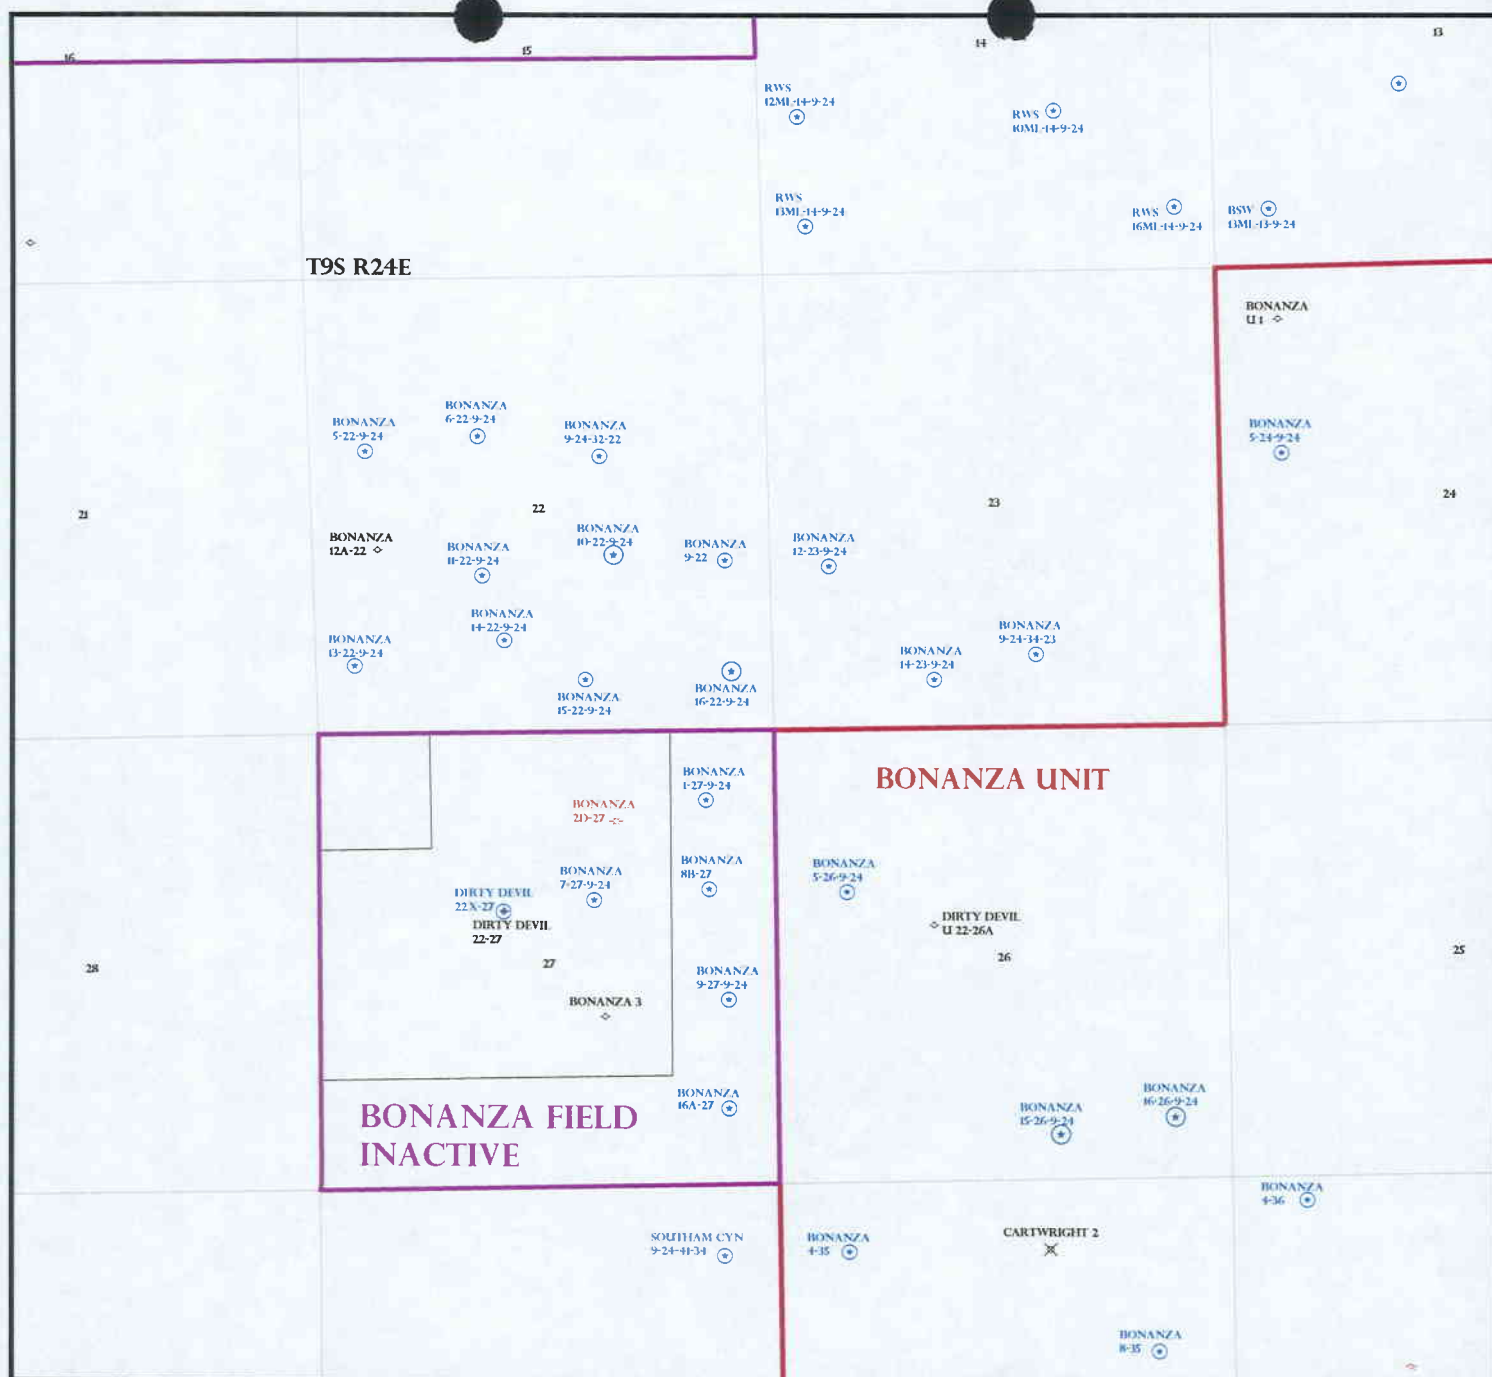 16
15
14
13
RWS
12ML-14-9-24
RWS
10ML-14-9-24
RWS
13ML-14-9-24
RWS
16ML-14-9-24
BSW
13ML-13-9-24
T9S R24E
BONANZA
U 1
BONANZA
5-22-9-24
BONANZA
6-22-9-24
BONANZA
9-24-32-22
BONANZA
5-24-9-24
21
22
23
24
BONANZA
12A-22
BONANZA
11-22-9-24
BONANZA
10-22-9-24
BONANZA
9-22
BONANZA
12-23-9-24
BONANZA
13-22-9-24
BONANZA
14-22-9-24
BONANZA
15-22-9-24
BONANZA
16-22-9-24
BONANZA
14-23-9-24
BONANZA
9-24-34-23
BONANZA UNIT
BONANZA
1-27-9-24
BONANZA
2D-27
BONANZA
7-27-9-24
BONANZA
8B-27
BONANZA
5-26-9-24
DIRTY DEVIL
22X-27
DIRTY DEVIL
22-27
DIRTY DEVIL
U 22-26A
28
27
26
25
BONANZA
9-27-9-24
BONANZA 3
BONANZA
16A-27
BONANZA FIELD
INACTIVE
BONANZA
15-26-9-24
BONANZA
16-26-9-24
BONANZA
4-36
SOUTHAM CYN
9-24-41-34
BONANZA
4-35
CARTWRIGHT 2
BONANZA
8-35